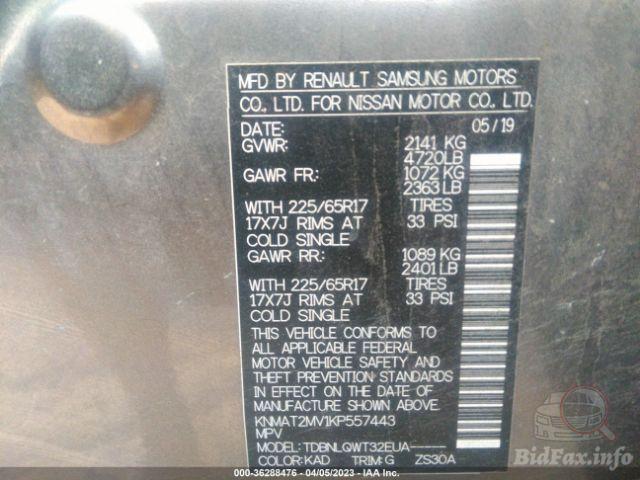 MFD BY RENAULT SAMSUNG MOTORS
CO., LTD. FOR NISSAN MOTOR CO., LTD.
DATE: 05/19
GVWR: 2141 KG
4720LB
GAWR FR: 1072 KG
2363 LB
WITH 225/65R17 TIRES
17X7J RIMS AT 33 PSI
COLD SINGLE
GAWR RR: 1089 KG
2401 LB
WITH 225/65R17 TIRES
17X7J RIMS AT 33 PSI
COLD SINGLE
THIS VEHICLE CONFORMS TO
ALL APPLICABLE FEDERAL
MOTOR VEHICLE SAFETY AND
THEFT PREVENTION STANDARDS
IN EFFECT ON THE DATE OF
MANUFACTURE SHOWN ABOVE.
KNMAT2MV1KP557443
MPV
MODEL: TDBNLQWT32EUA-----
COLOR:KAD TRIM:G ZS30A
000-36288476 - 04/05/2023 - IAAI.COM
BidFax.info